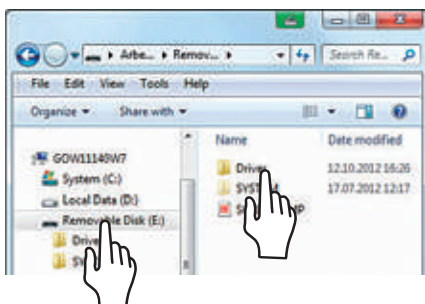 Arbe... Remov... Search Re...
File Edit View Tools Help
Organize Share with
Name Date modified
GOW11140W7
System (C:)
Local Data (D:)
Removable Disk (E:)
Driver 12.10.2012 16:26
17.07.2012 12:17